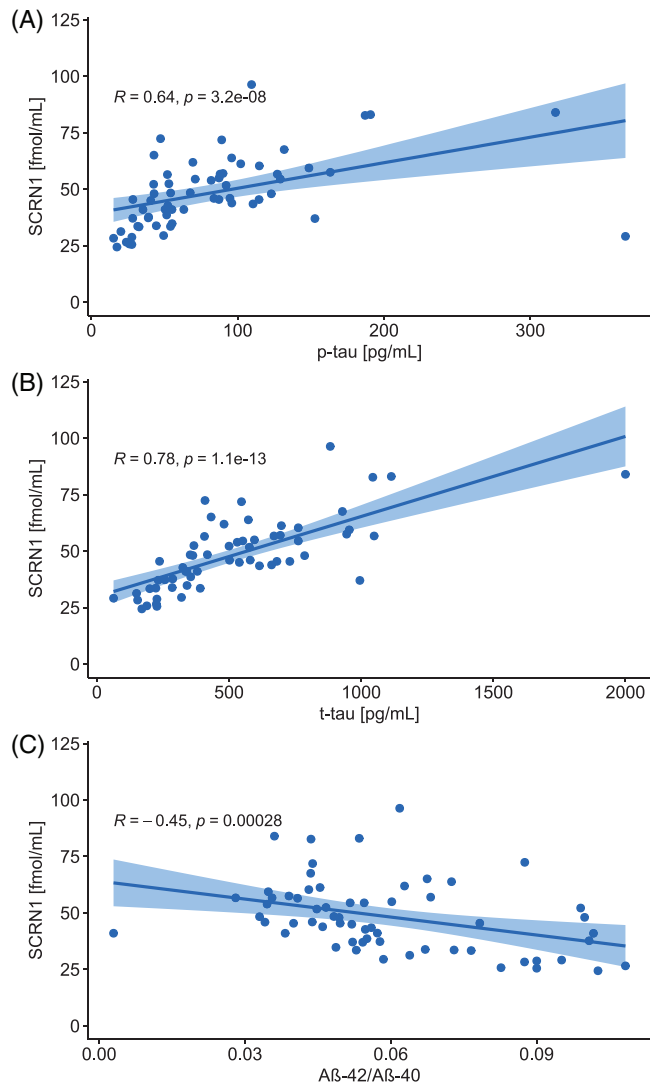 (A)
125
100
75
50
25
0
SCRN1 [fmol/mL]
R = 0.64, p = 3.2e-08
0 100 200 300
p-tau [pg/mL]
(B)
125
100
75
50
25
0
SCRN1 [fmol/mL]
R = 0.78, p = 1.1e-13
0 500 1000 1500 2000
t-tau [pg/mL]
(C)
125
100
75
50
25
0
SCRN1 [fmol/mL]
R = −0.45, p = 0.00028
0.00 0.03 0.06 0.09
Aß-42/Aß-40